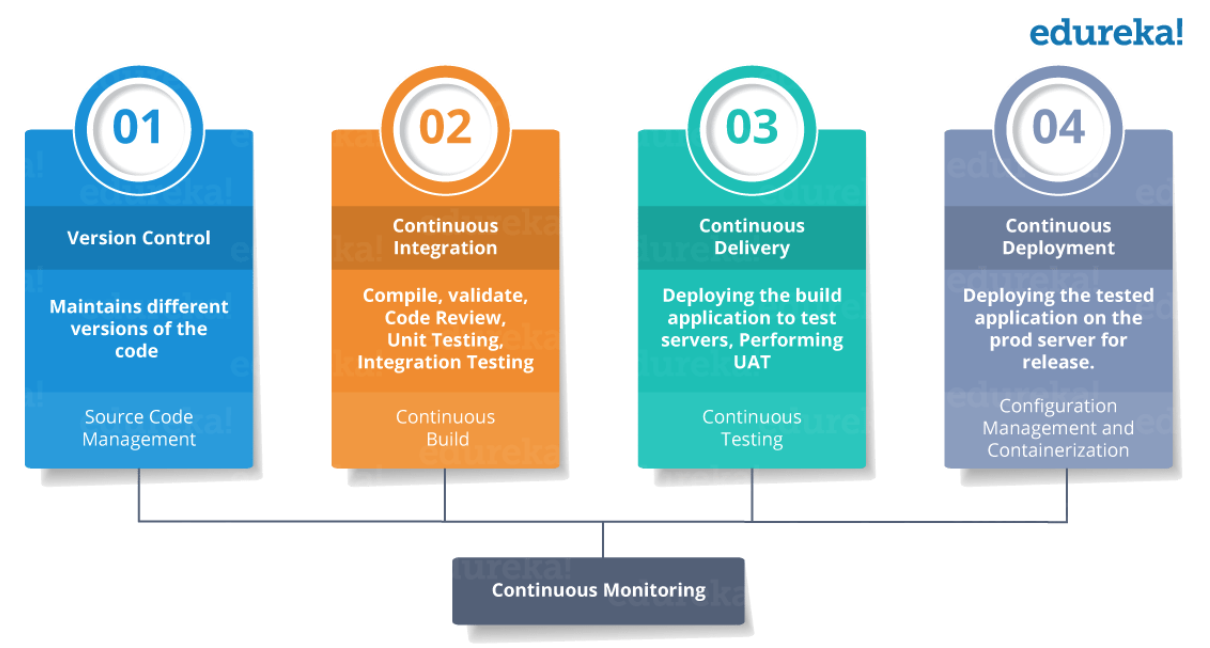 edureka!
01
Version Control
Maintains different
versions of the
code
Source Code
Management
02
Continuous
Integration
Compile, validate,
Code Review,
Unit Testing,
Integration Testing
Continuous
Build
03
Continuous
Delivery
Deploying the build
application to test
servers, Performing
UAT
Continuous
Testing
04
Continuous
Deployment
Deploying the tested
application on the
prod server for
release.
Configuration
Management and
Containerization
Continuous Monitoring